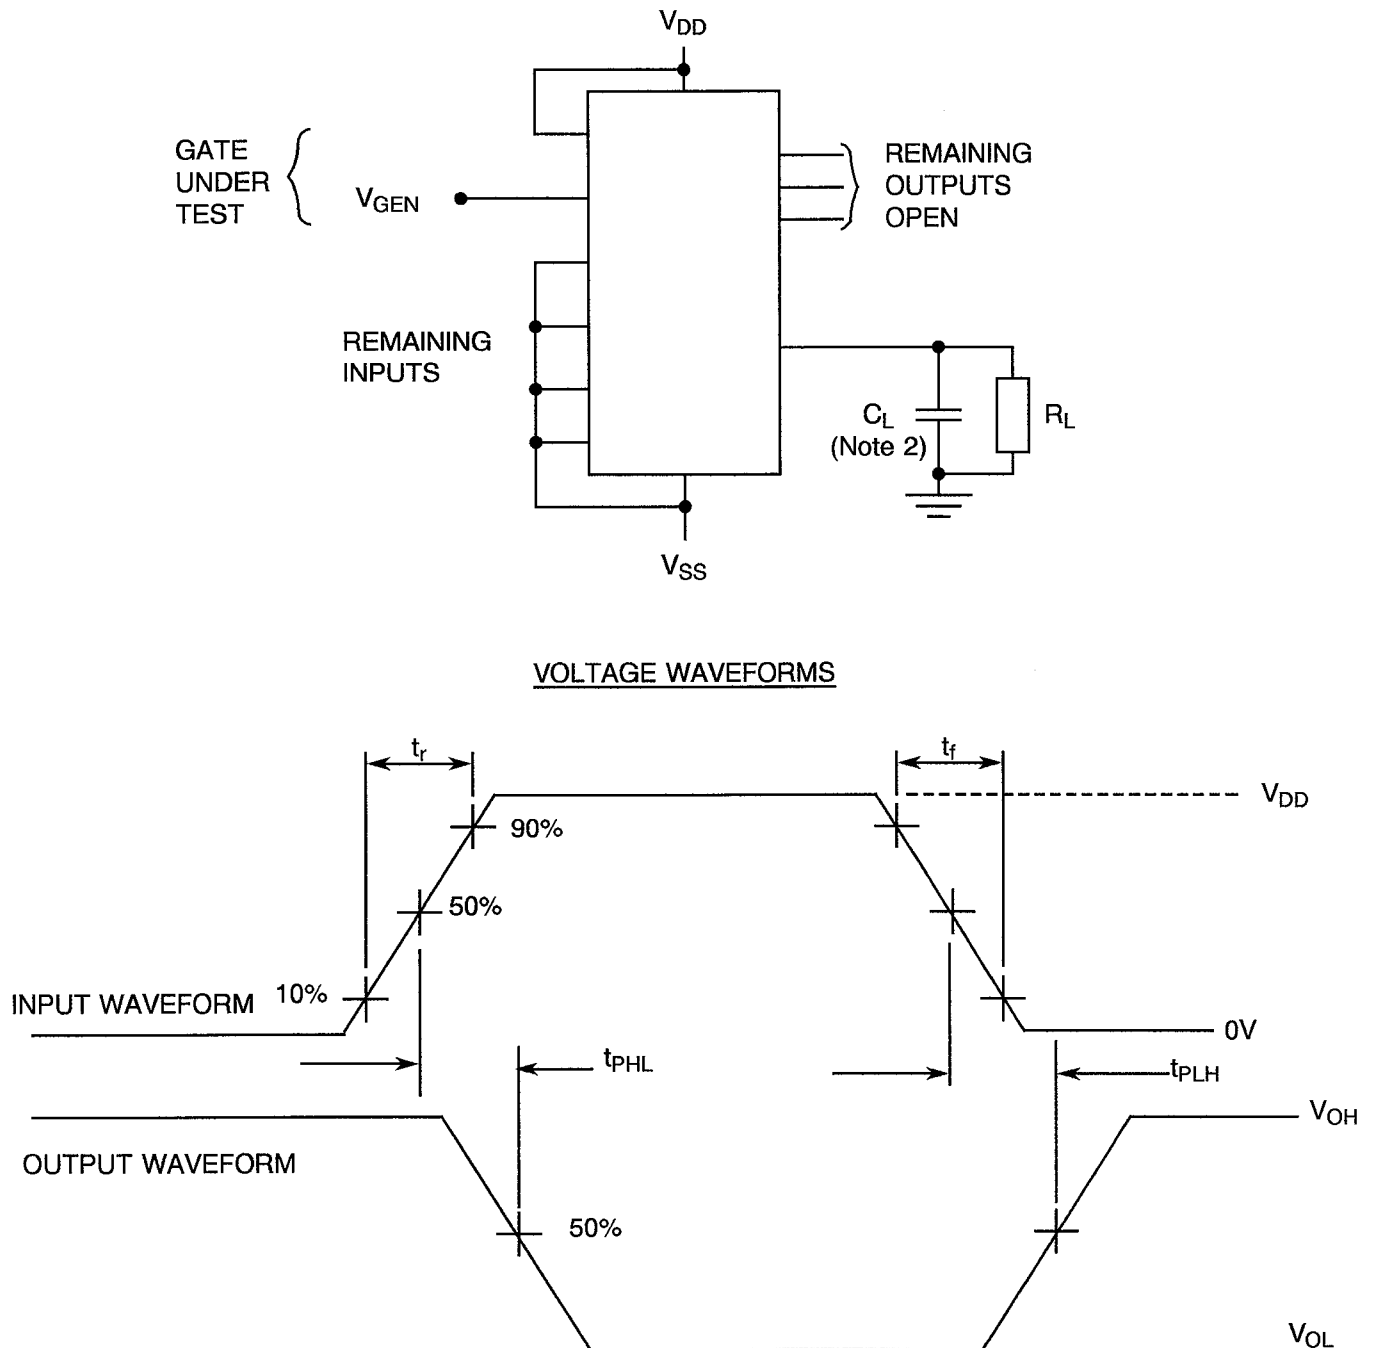 VDD
GATE
UNDER
TEST
VGEN
REMAINING
OUTPUTS
OPEN
REMAINING
INPUTS
CL
(Note 2)
RL
VSS
VOLTAGE WAVEFORMS
tr
tf
VDD
90%
50%
10%
INPUT WAVEFORM
0V
tPHL
tPLH
VOH
OUTPUT WAVEFORM
50%
VOL